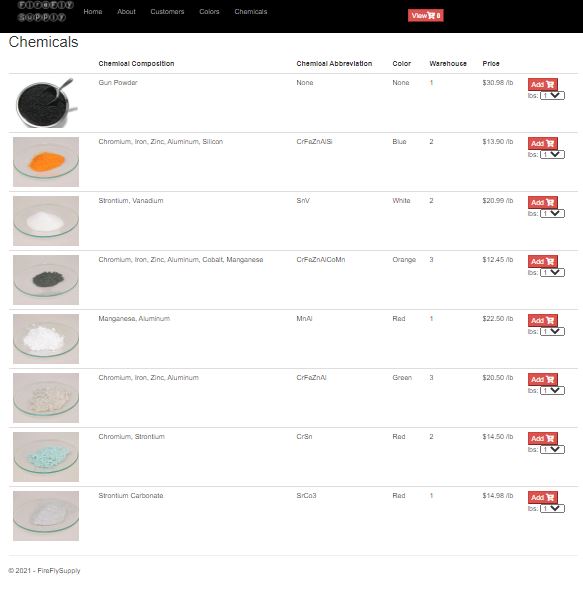 FireFly
Supply
Home About Customers Colors Chemicals View 0
Chemicals
Chemical Composition Chemical Abbreviation Color Warehouse Price
Gun Powder None None 1 $30.98 /lb Add
lbs: 1
Chromium, Iron, Zinc, Aluminum, Silicon CrFeZnAlSi Blue 2 $13.90 /lb Add
lbs: 1
Strontium, Vanadium SnV White 2 $20.99 /lb Add
lbs: 1
Chromium, Iron, Zinc, Aluminum, Cobalt, Manganese CrFeZnAlCoMn Orange 3 $12.45 /lb Add
lbs: 1
Manganese, Aluminum MnAl Red 1 $22.50 /lb Add
lbs: 1
Chromium, Iron, Zinc, Aluminum CrFeZnAl Green 3 $20.50 /lb Add
lbs: 1
Chromium, Strontium CrSn Red 2 $14.50 /lb Add
lbs: 1
Strontium Carbonate SrCo3 Red 1 $14.98 /lb Add
lbs: 1
© 2021 - FireFlySupply